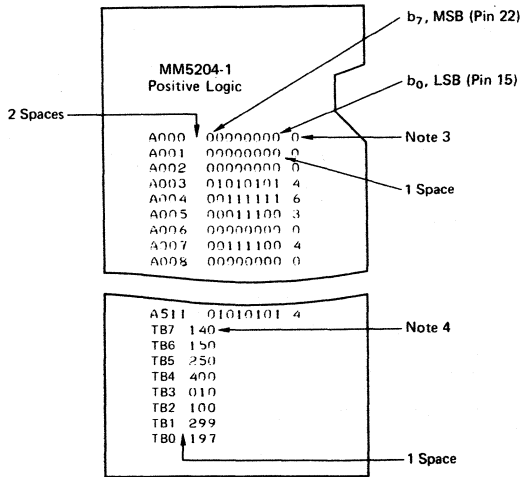 b7, MSB (Pin 22)
MM5204-1
Positive Logic
b0, LSB (Pin 15)
2 Spaces
A000 00000000 0
Note 3
A001 00000000 0
A002 00000000 0
1 Space
A003 01010101 4
A004 00111111 6
A005 00011100 3
A006 00000000 0
A007 00111100 4
A008 00000000 0
A511 01010101 4
TB7 140
Note 4
TB6 150
TB5 250
TB4 400
TB3 010
TB2 100
TB1 299
TB0 197
1 Space